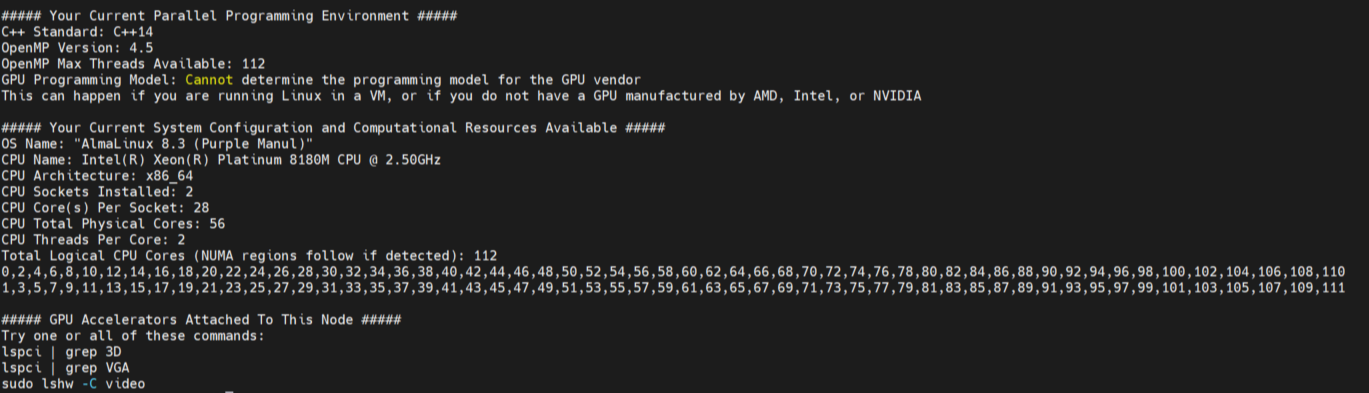 ##### Your Current Parallel Programming Environment #####
C++ Standard: C++14
OpenMP Version: 4.5
OpenMP Max Threads Available: 112
GPU Programming Model: Cannot determine the programming model for the GPU vendor
This can happen if you are running Linux in a VM, or if you do not have a GPU manufactured by AMD, Intel, or NVIDIA
##### Your Current System Configuration and Computational Resources Available #####
OS Name: "AlmaLinux 8.3 (Purple Manul)"
CPU Name: Intel(R) Xeon(R) Platinum 8180M CPU @ 2.50GHz
CPU Architecture: x86_64
CPU Sockets Installed: 2
CPU Core(s) Per Socket: 28
CPU Total Physical Cores: 56
CPU Threads Per Core: 2
Total Logical CPU Cores (NUMA regions follow if detected): 112
0,2,4,6,8,10,12,14,16,18,20,22,24,26,28,30,32,34,36,38,40,42,44,46,48,50,52,54,56,58,60,62,64,66,68,70,72,74,76,78,80,82,84,86,88,90,92,94,96,98,100,102,104,106,108,110
1,3,5,7,9,11,13,15,17,19,21,23,25,27,29,31,33,35,37,39,41,43,45,47,49,51,53,55,57,59,61,63,65,67,69,71,73,75,77,79,81,83,85,87,89,91,93,95,97,99,101,103,105,107,109,111
##### GPU Accelerators Attached To This Node #####
Try one or all of these commands:
lspci | grep 3D
lspci | grep VGA
sudo lshw -C video